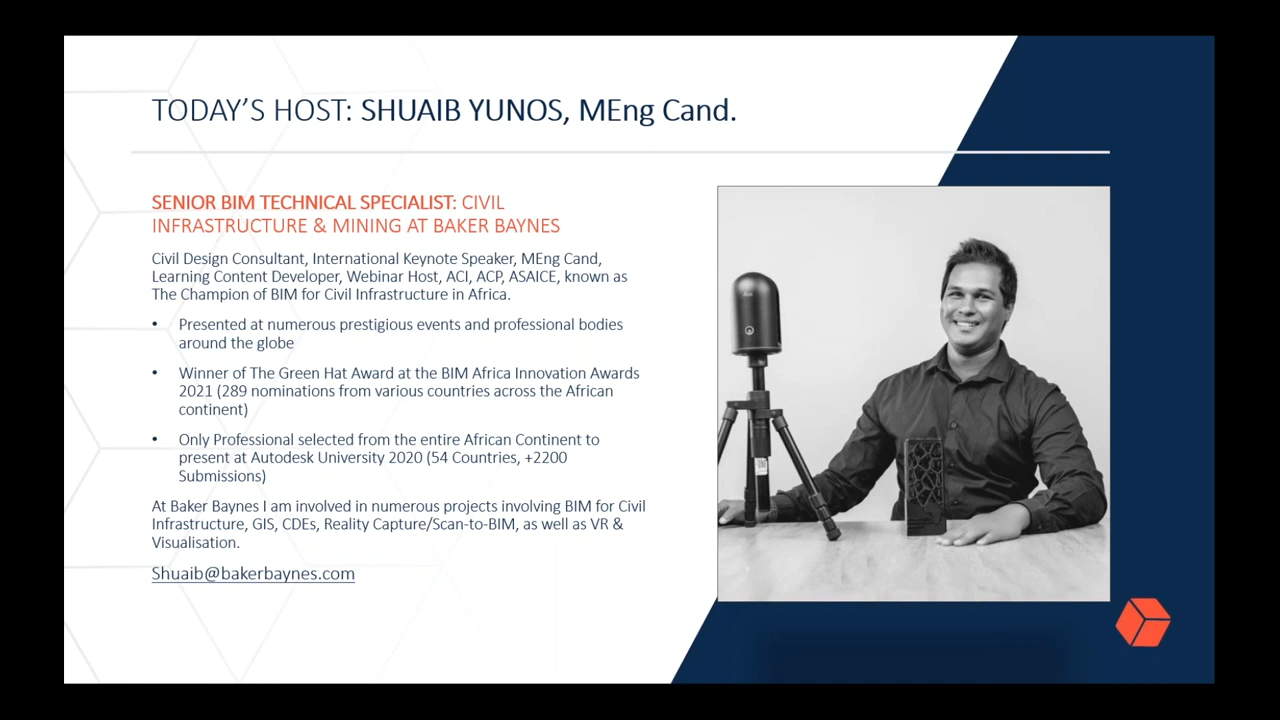 TODAY'S HOST: SHUAIB YUNOS, MEng Cand.
SENIOR BIM TECHNICAL SPECIALIST: CIVIL
INFRASTRUCTURE & MINING AT BAKER BAYNES
Civil Design Consultant, International Keynote Speaker, MEng Cand,
Learning Content Developer, Webinar Host, ACI, ACP, ASAICE, known as
The Champion of BIM for Civil Infrastructure in Africa.
• Presented at numerous prestigious events and professional bodies
around the globe
• Winner of The Green Hat Award at the BIM Africa Innovation Awards
2021 (289 nominations from various countries across the African
continent)
• Only Professional selected from the entire African Continent to
present at Autodesk University 2020 (54 Countries, +2200
Submissions)
At Baker Baynes I am involved in numerous projects involving BIM for Civil
Infrastructure, GIS, CDEs, Reality Capture/Scan-to-BIM, as well as VR &
Visualisation.
Shuaib@bakerbaynes.com